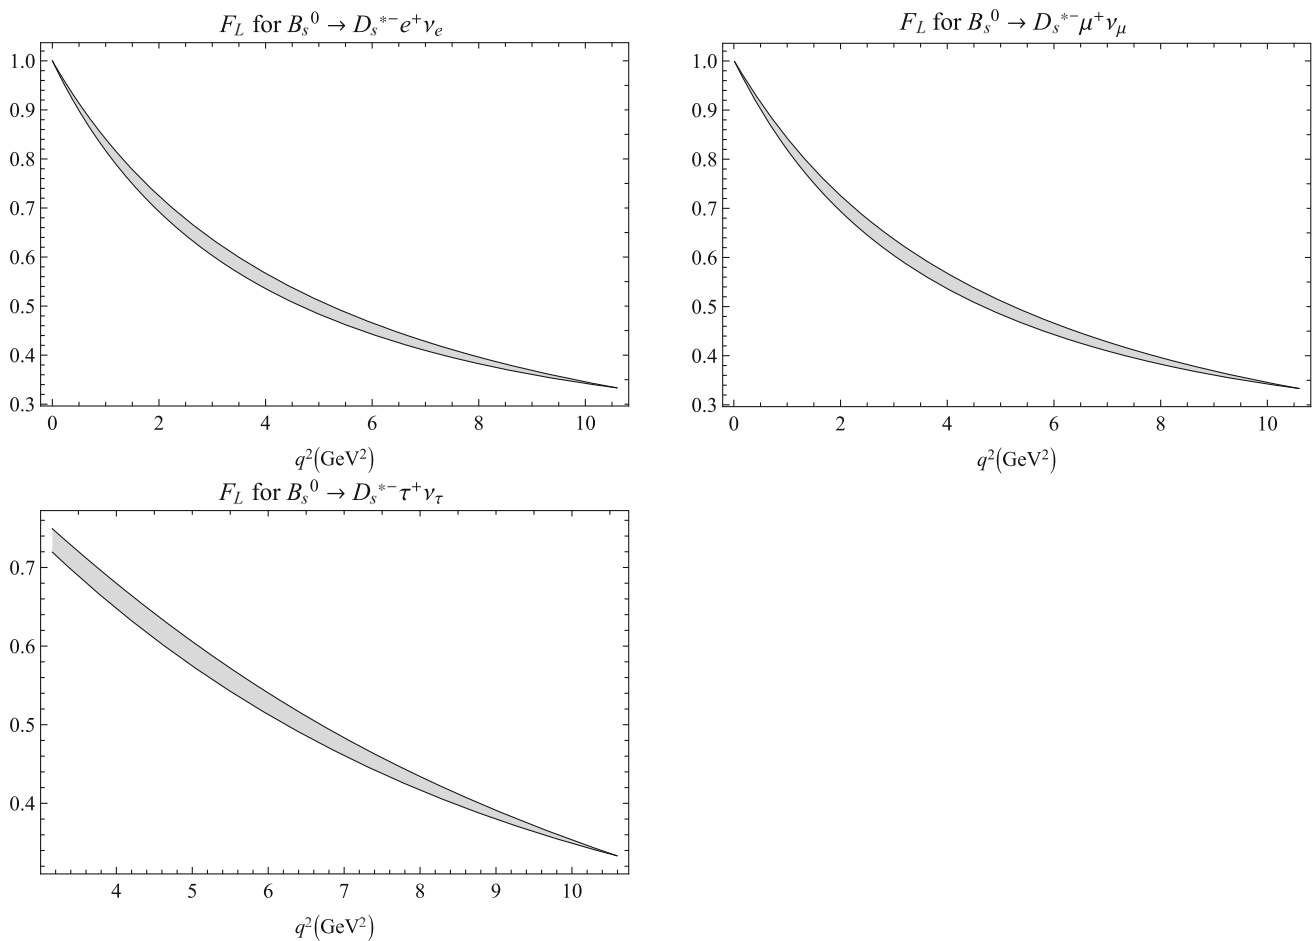 F_L for B_s^0 → D_s^{*−} e^+ ν_e
1.0
0.9
0.8
0.7
0.6
0.5
0.4
0.3
0 2 4 6 8 10
q^2(GeV^2)
F_L for B_s^0 → D_s^{*−} μ^+ ν_μ
1.0
0.9
0.8
0.7
0.6
0.5
0.4
0.3
0 2 4 6 8 10
q^2(GeV^2)
F_L for B_s^0 → D_s^{*−} τ^+ ν_τ
0.7
0.6
0.5
0.4
4 5 6 7 8 9 10
q^2(GeV^2)